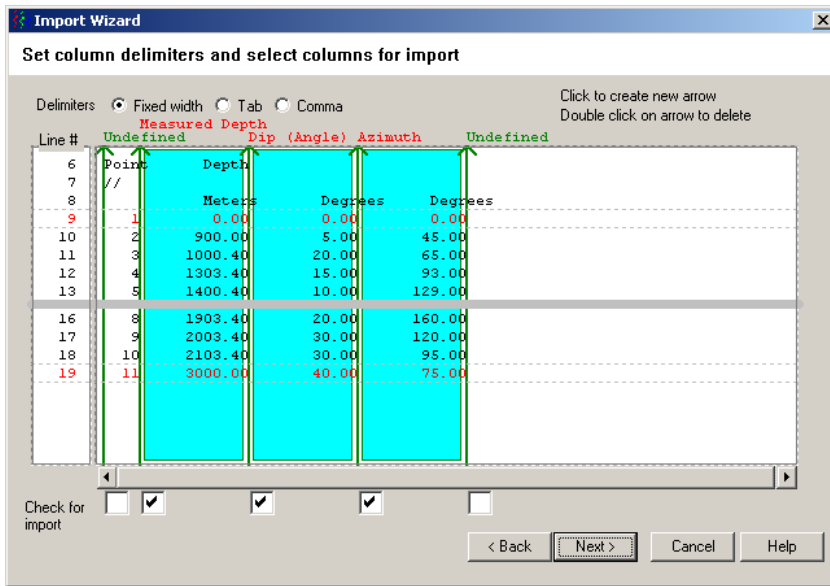 Import Wizard
Set column delimiters and select columns for import
Delimiters Fixed width Tab Comma
Click to create new arrow
Double click on arrow to delete
Measured Depth
Line # Undefined Dip (Angle) Azimuth Undefined
6 Point Depth
7 //
8 Meters Degrees Degrees
9 1 0.00 0.00 0.00
10 2 900.00 5.00 45.00
11 3 1000.40 20.00 65.00
12 4 1303.40 15.00 93.00
13 5 1400.40 10.00 129.00
16 8 1903.40 20.00 160.00
17 9 2003.40 30.00 120.00
18 10 2103.40 30.00 95.00
19 11 3000.00 40.00 75.00
Check for
import
< Back Next > Cancel Help